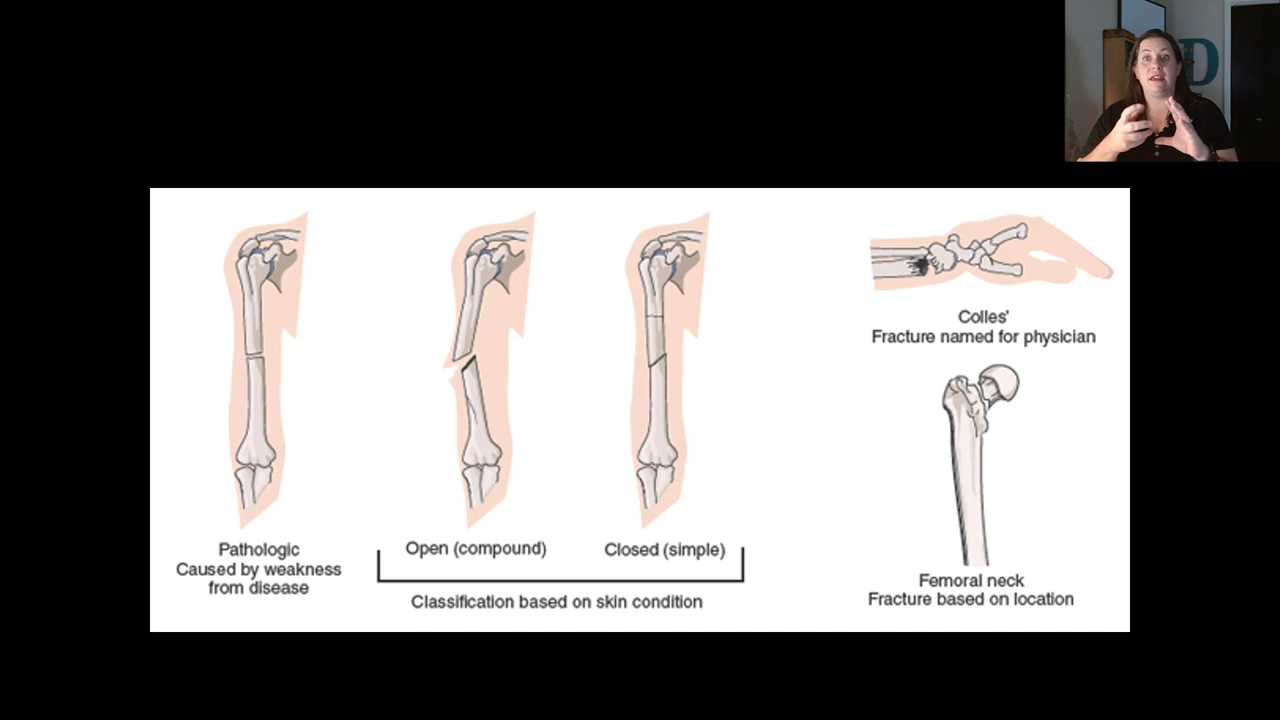 D
Pathologic
Caused by weakness
from disease
Open (compound)
Closed (simple)
Classification based on skin condition
Colles'
Fracture named for physician
Femoral neck
Fracture based on location